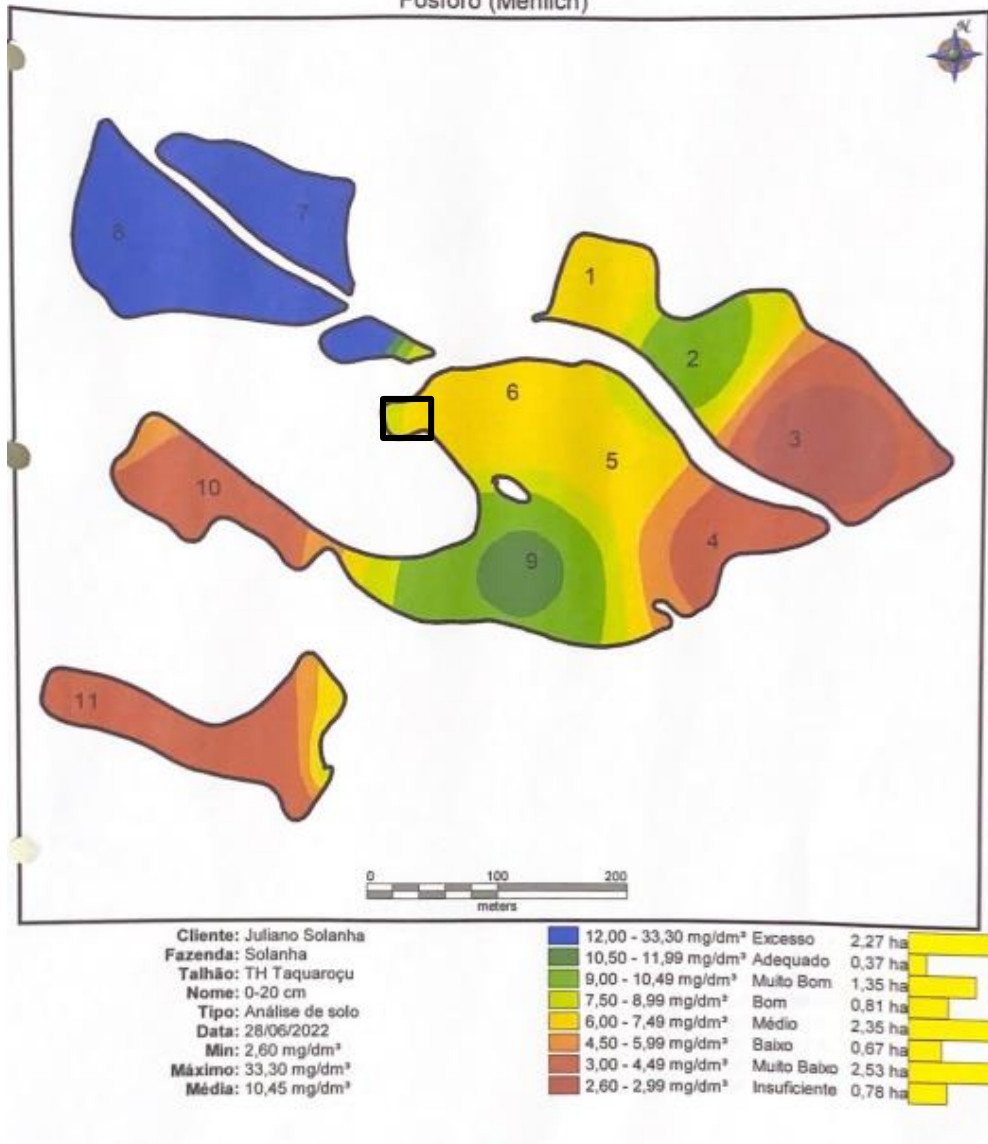 Fósforo (Mehlich)
N
8
7
1
2
6
3
5
10
4
9
11
0 100 200
meters
Cliente: Juliano Solanha
Fazenda: Solanha
Talhão: TH Taquaroçu
Nome: 0-20 cm
Tipo: Análise de solo
Data: 28/06/2022
Min: 2,60 mg/dm³
Máximo: 33,30 mg/dm³
Média: 10,45 mg/dm³
12,00 - 33,30 mg/dm³ Excesso 2,27 ha
10,50 - 11,99 mg/dm³ Adequado 0,37 ha
9,00 - 10,49 mg/dm³ Muito Bom 1,35 ha
7,50 - 8,99 mg/dm³ Bom 0,81 ha
6,00 - 7,49 mg/dm³ Médio 2,35 ha
4,50 - 5,99 mg/dm³ Baixo 0,67 ha
3,00 - 4,49 mg/dm³ Muito Baixo 2,53 ha
2,60 - 2,99 mg/dm³ Insuficiente 0,78 ha